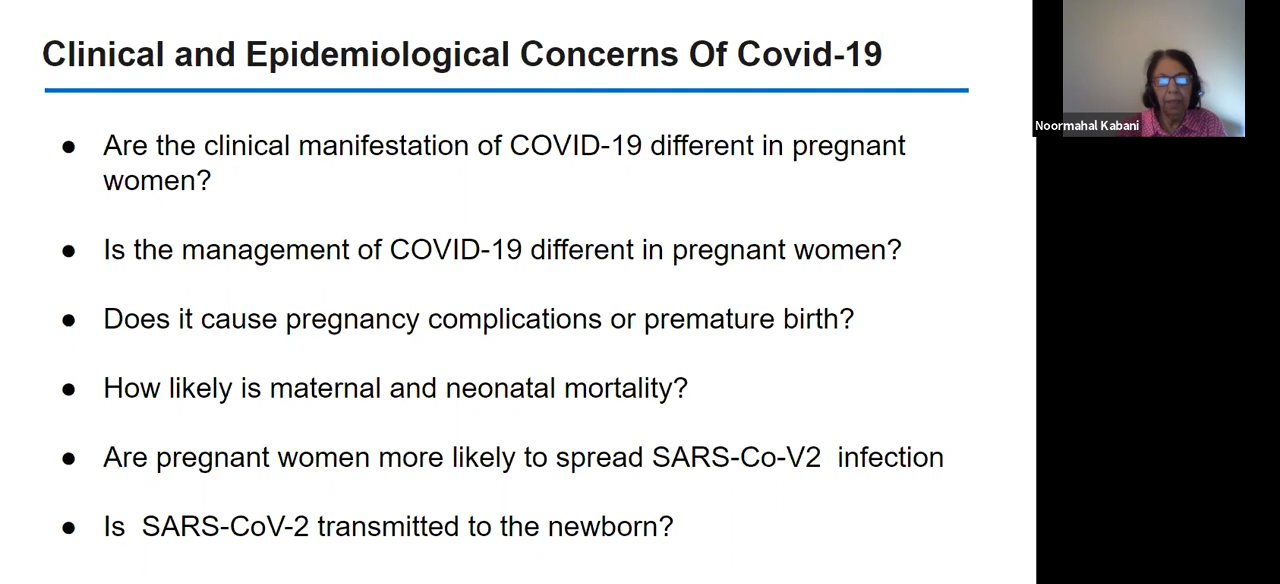 Clinical and Epidemiological Concerns Of Covid-19
● Are the clinical manifestation of COVID-19 different in pregnant
women?
● Is the management of COVID-19 different in pregnant women?
● Does it cause pregnancy complications or premature birth?
● How likely is maternal and neonatal mortality?
● Are pregnant women more likely to spread SARS-Co-V2  infection
● Is  SARS-CoV-2 transmitted to the newborn?
Noormahal Kabani